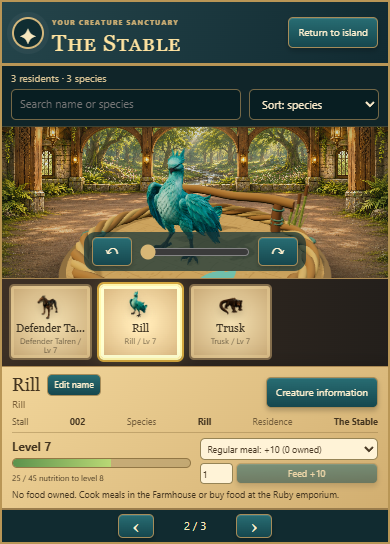 YOUR CREATURE SANCTUARY
The Stable
Return to island
3 residents · 3 species
Search name or species
Sort: species
Defender Ta...
Defender Talren / Lv 7
Rill
Rill / Lv 7
Trusk
Trusk / Lv 7
Rill
Edit name
Creature information
Rill
Stall 002 Species Rill Residence The Stable
Level 7
Regular meal: +10 (0 owned)
25 / 45 nutrition to level 8
1
Feed +10
No food owned. Cook meals in the Farmhouse or buy food at the Ruby emporium.
2 / 3